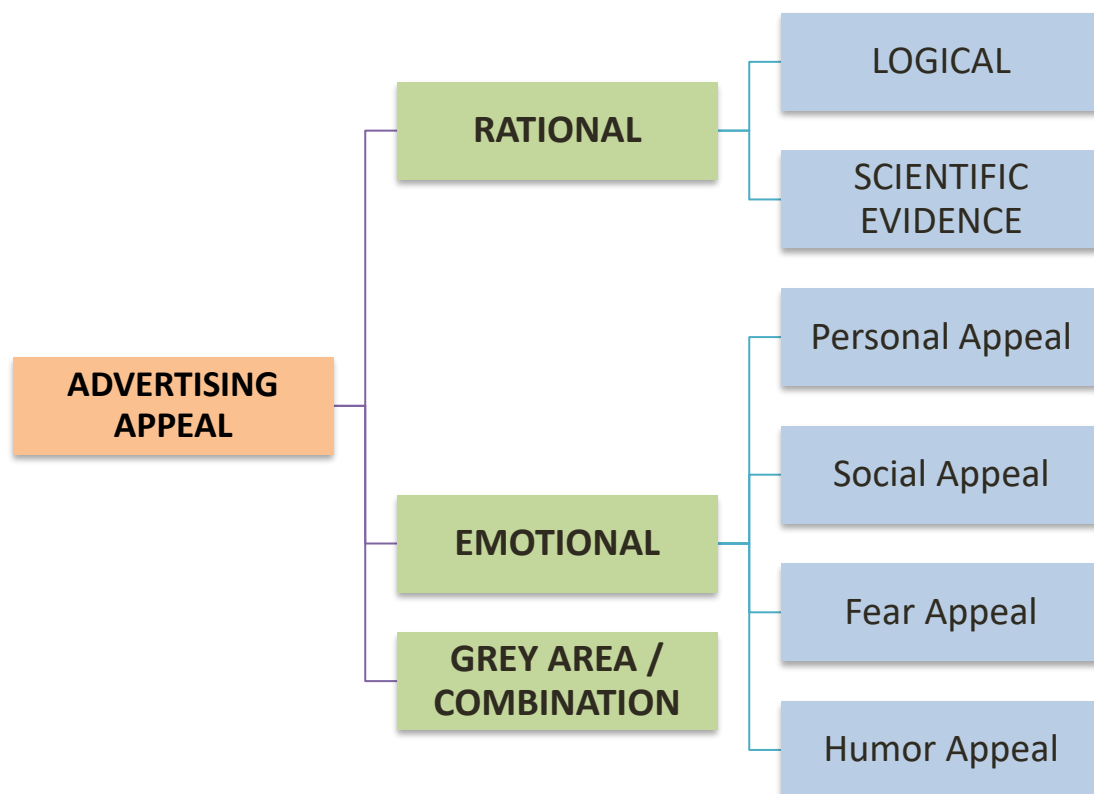 ADVERTISING
APPEAL
RATIONAL
LOGICAL
SCIENTIFIC
EVIDENCE
EMOTIONAL
Personal Appeal
Social Appeal
Fear Appeal
Humor Appeal
GREY AREA /
COMBINATION